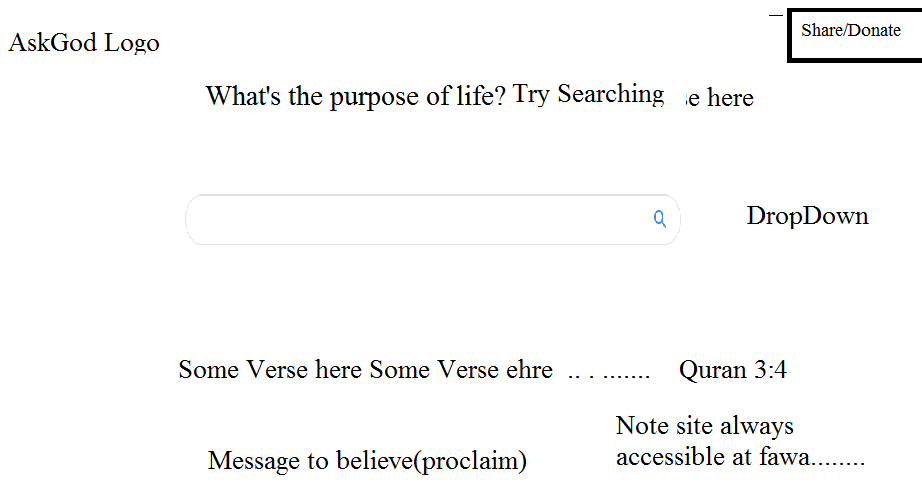 Share/Donate
AskGod Logo
What's the purpose of life? Try Searching se here
DropDown
Some Verse here Some Verse ehre .. . ....... Quran 3:4
Note site always
accessible at fawa........
Message to believe(proclaim)